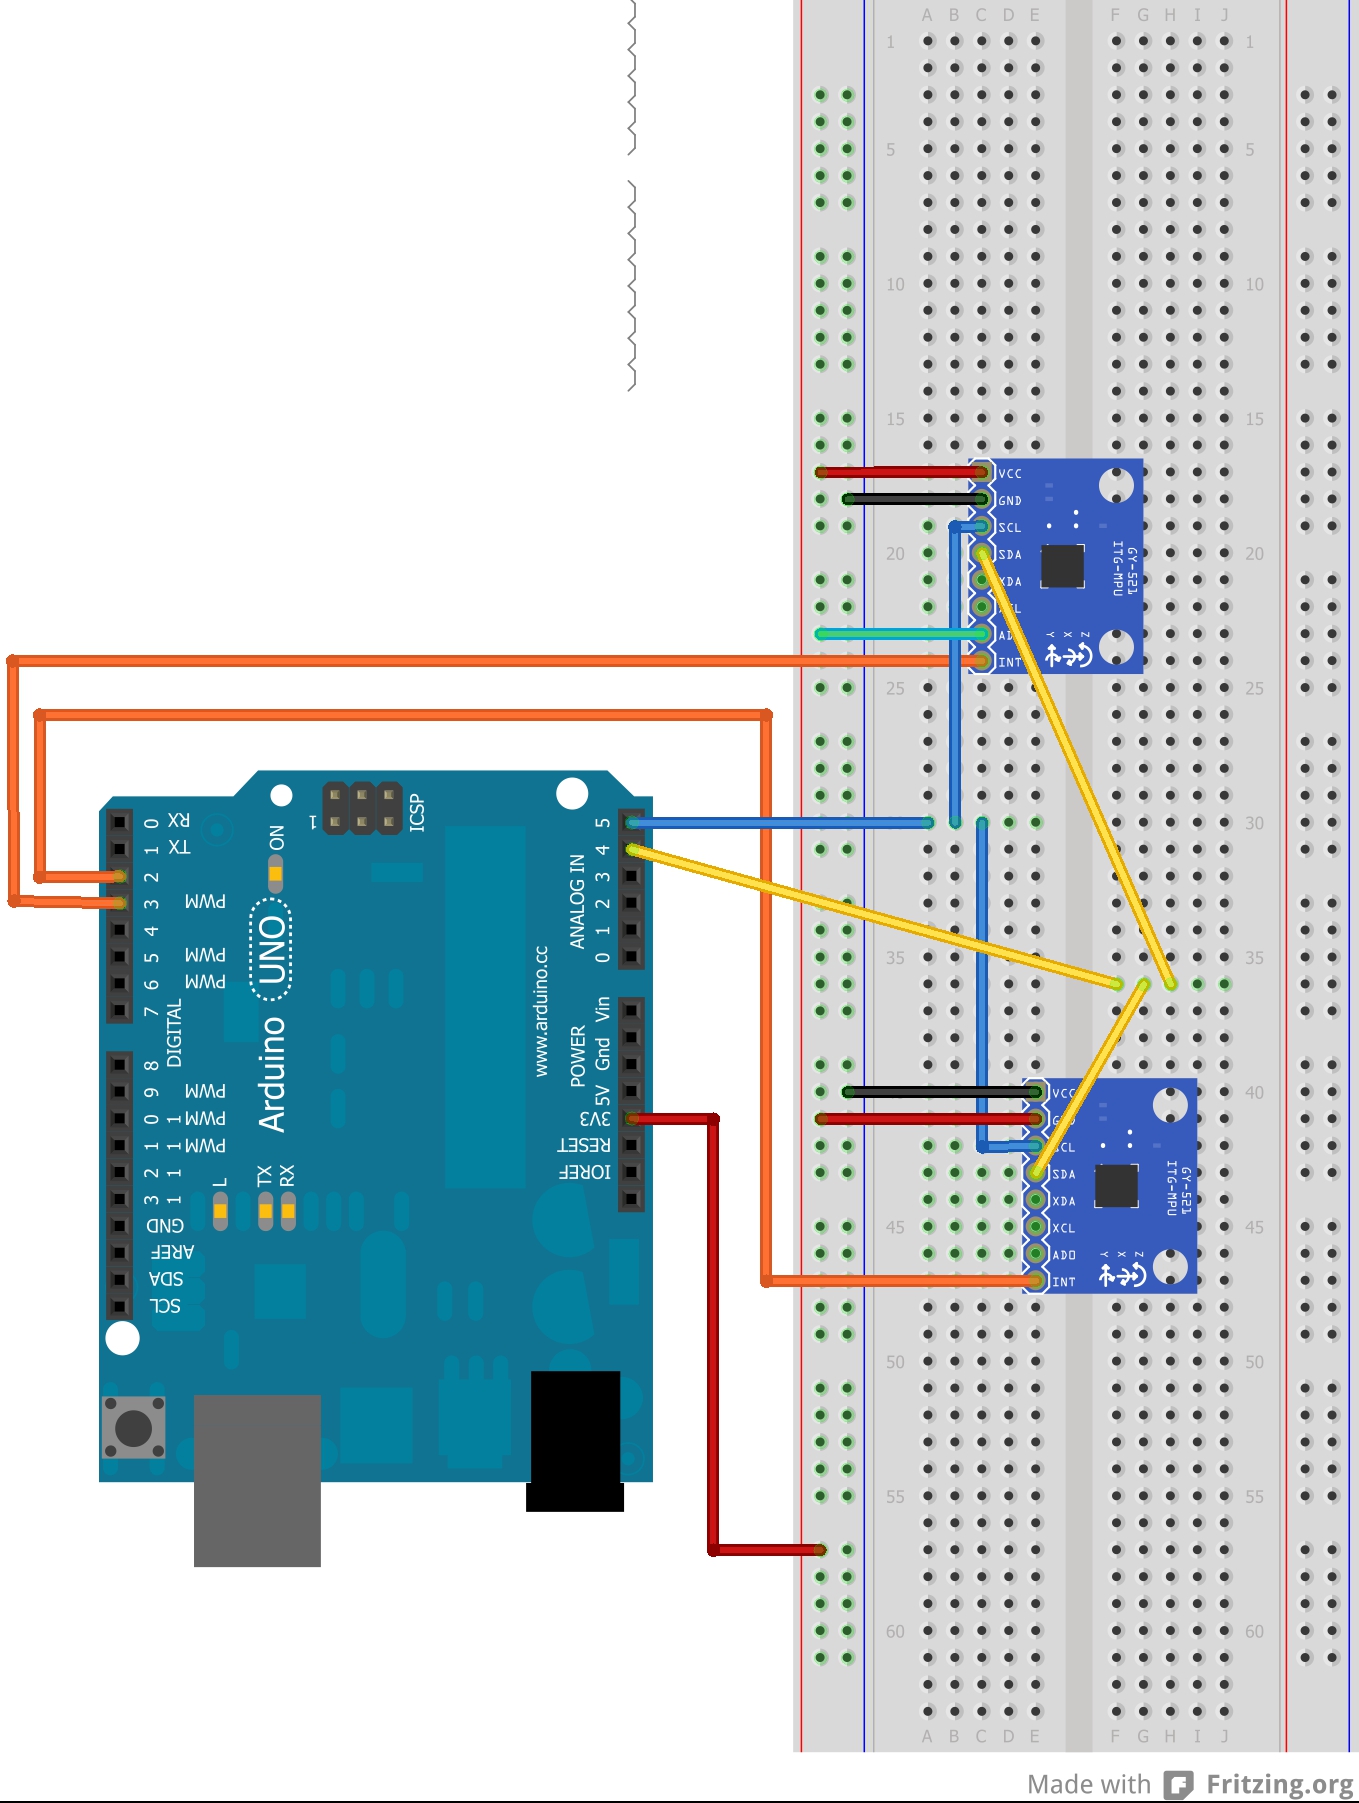 A B C D E F G H I J
1 1
5 5
10 10
15 15
VCC
GND
SCL
20 SDA 20
XDA
INT
GY-521
ITG-MPU
Y X Z
25 25
30 30
35 35
40 VCC 40
SDA
XDA
45 XCL 45
AD0
INT
GY-521
ITG-MPU
Y X Z
50 50
55 55
60 60
A B C D E F G H I J
0 RX
1 TX
2
3 PWM
4
5 PWM
6 PWM
7
DIGITAL
8
9 PWM
10 PWM
11 PWM
12
13
GND
AREF
SDA
SCL
1
ICSP
ON
L
TX
RX
Arduino UNO
www.arduino.cc
ANALOG IN
5
4
3
2
1
0
POWER
Vin
Gnd
5V
3V3
RESET
IOREF
Made with Fritzing.org